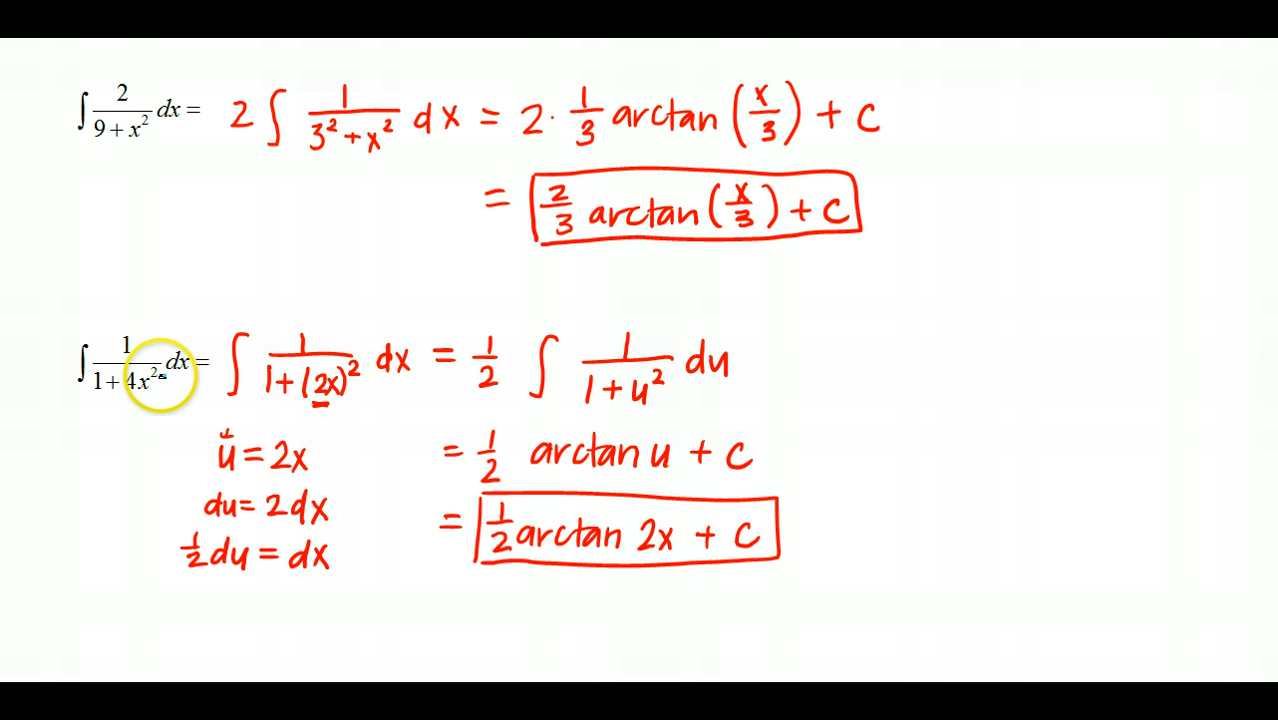 ∫ 2/(9 + x²) dx = 2 ∫ 1/(3² + x²) dx = 2 · 1/3 arctan (x/3) + C
= 2/3 arctan (x/3) + C
∫ 1/(1 + 4x²) dx = ∫ 1/(1 + (2x)²) dx = 1/2 ∫ 1/(1 + u²) du
u = 2x = 1/2 arctan u + C
du = 2dx
= 1/2 arctan 2x + C
1/2 du = dx